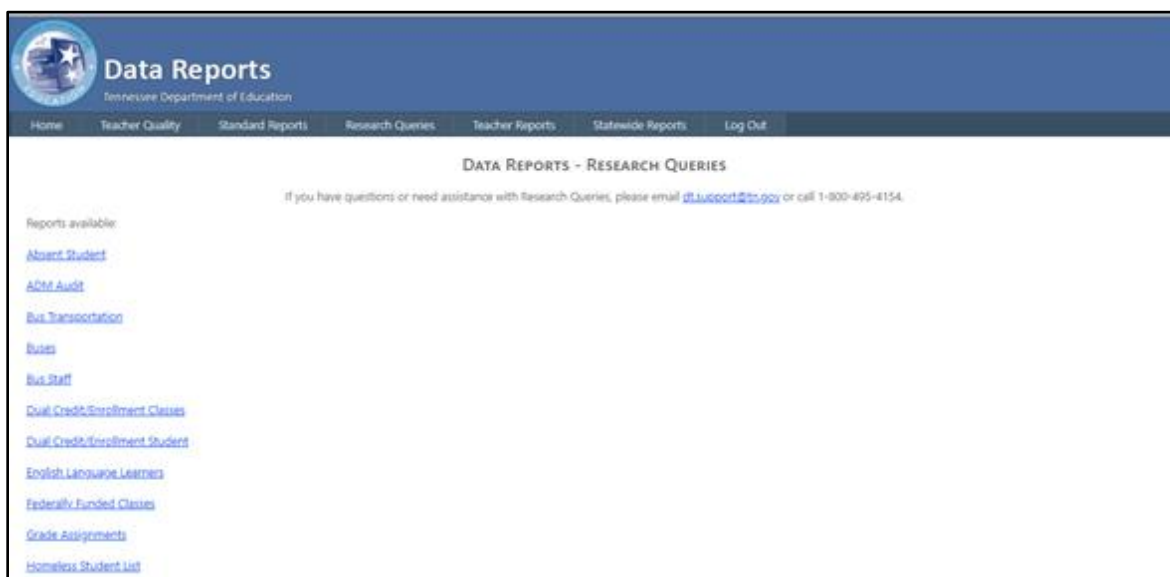 Data Reports
Tennessee Department of Education
Home Teacher Quality Standard Reports Research Queries Teacher Reports Statewide Reports Log Out
DATA REPORTS - RESEARCH QUERIES
If you have questions or need assistance with Research Queries, please email dt.support@tn.gov or call 1-800-495-4154.
Reports available:
Absent Student
ADM Audit
Bus Transportation
Buses
Bus Staff
Dual Credit/Enrollment Classes
Dual Credit/Enrollment Student
English Language Learners
Federally Funded Classes
Grade Assignments
Homeless Student List